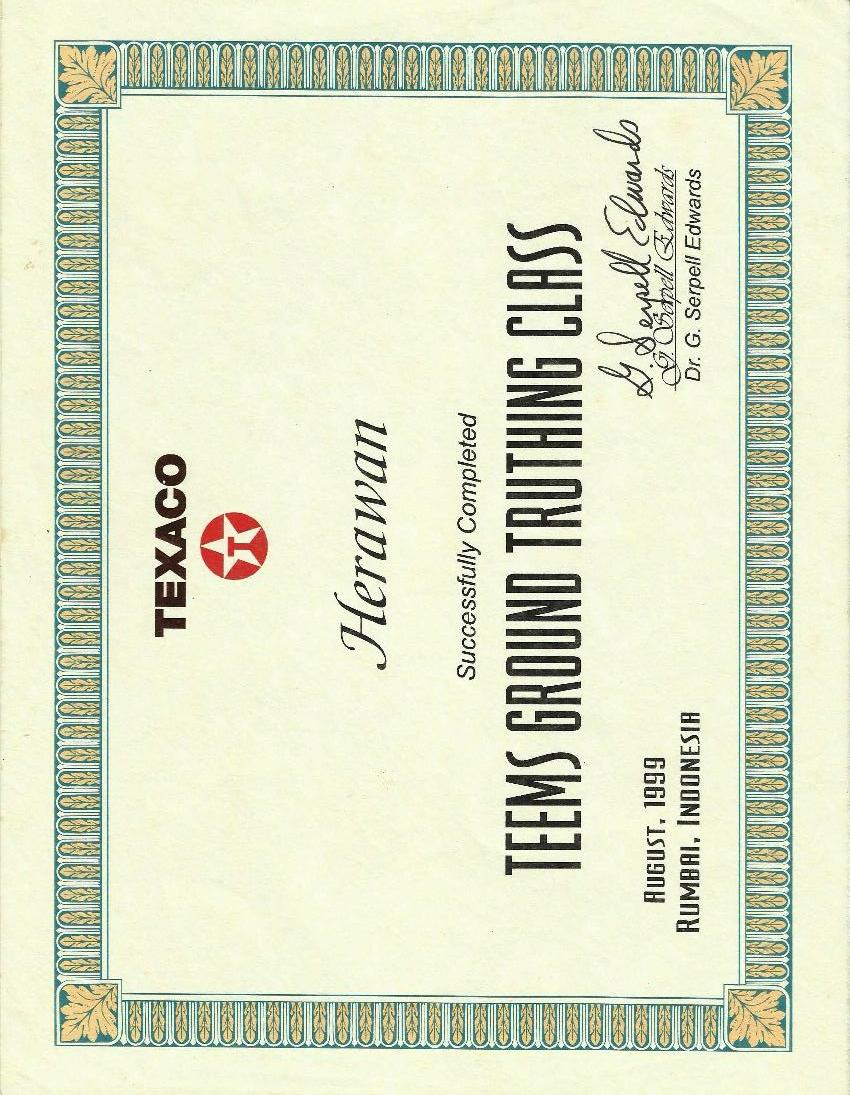 TEXACO
T
Herawan
Successfully Completed
TEEMS GROUND TRUTHING CLASS
AUGUST, 1999
RUMBAI, INDONESIA
G. Serpell Edwards
G. Serpell Edwards
Dr. G. Serpell Edwards